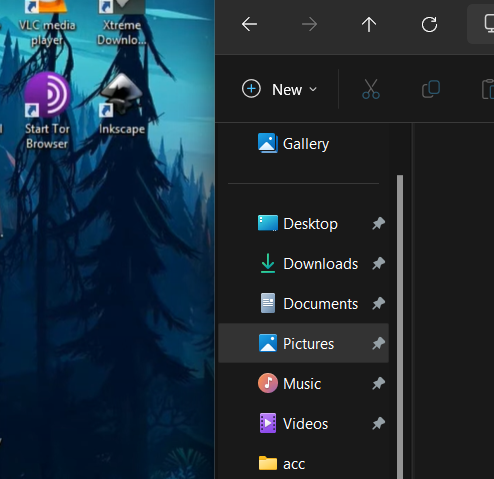 VLC media
player
Xtreme
Downlo...
Start Tor
Browser
Inkscape
New
Gallery
Desktop
Downloads
Documents
Pictures
Music
Videos
acc